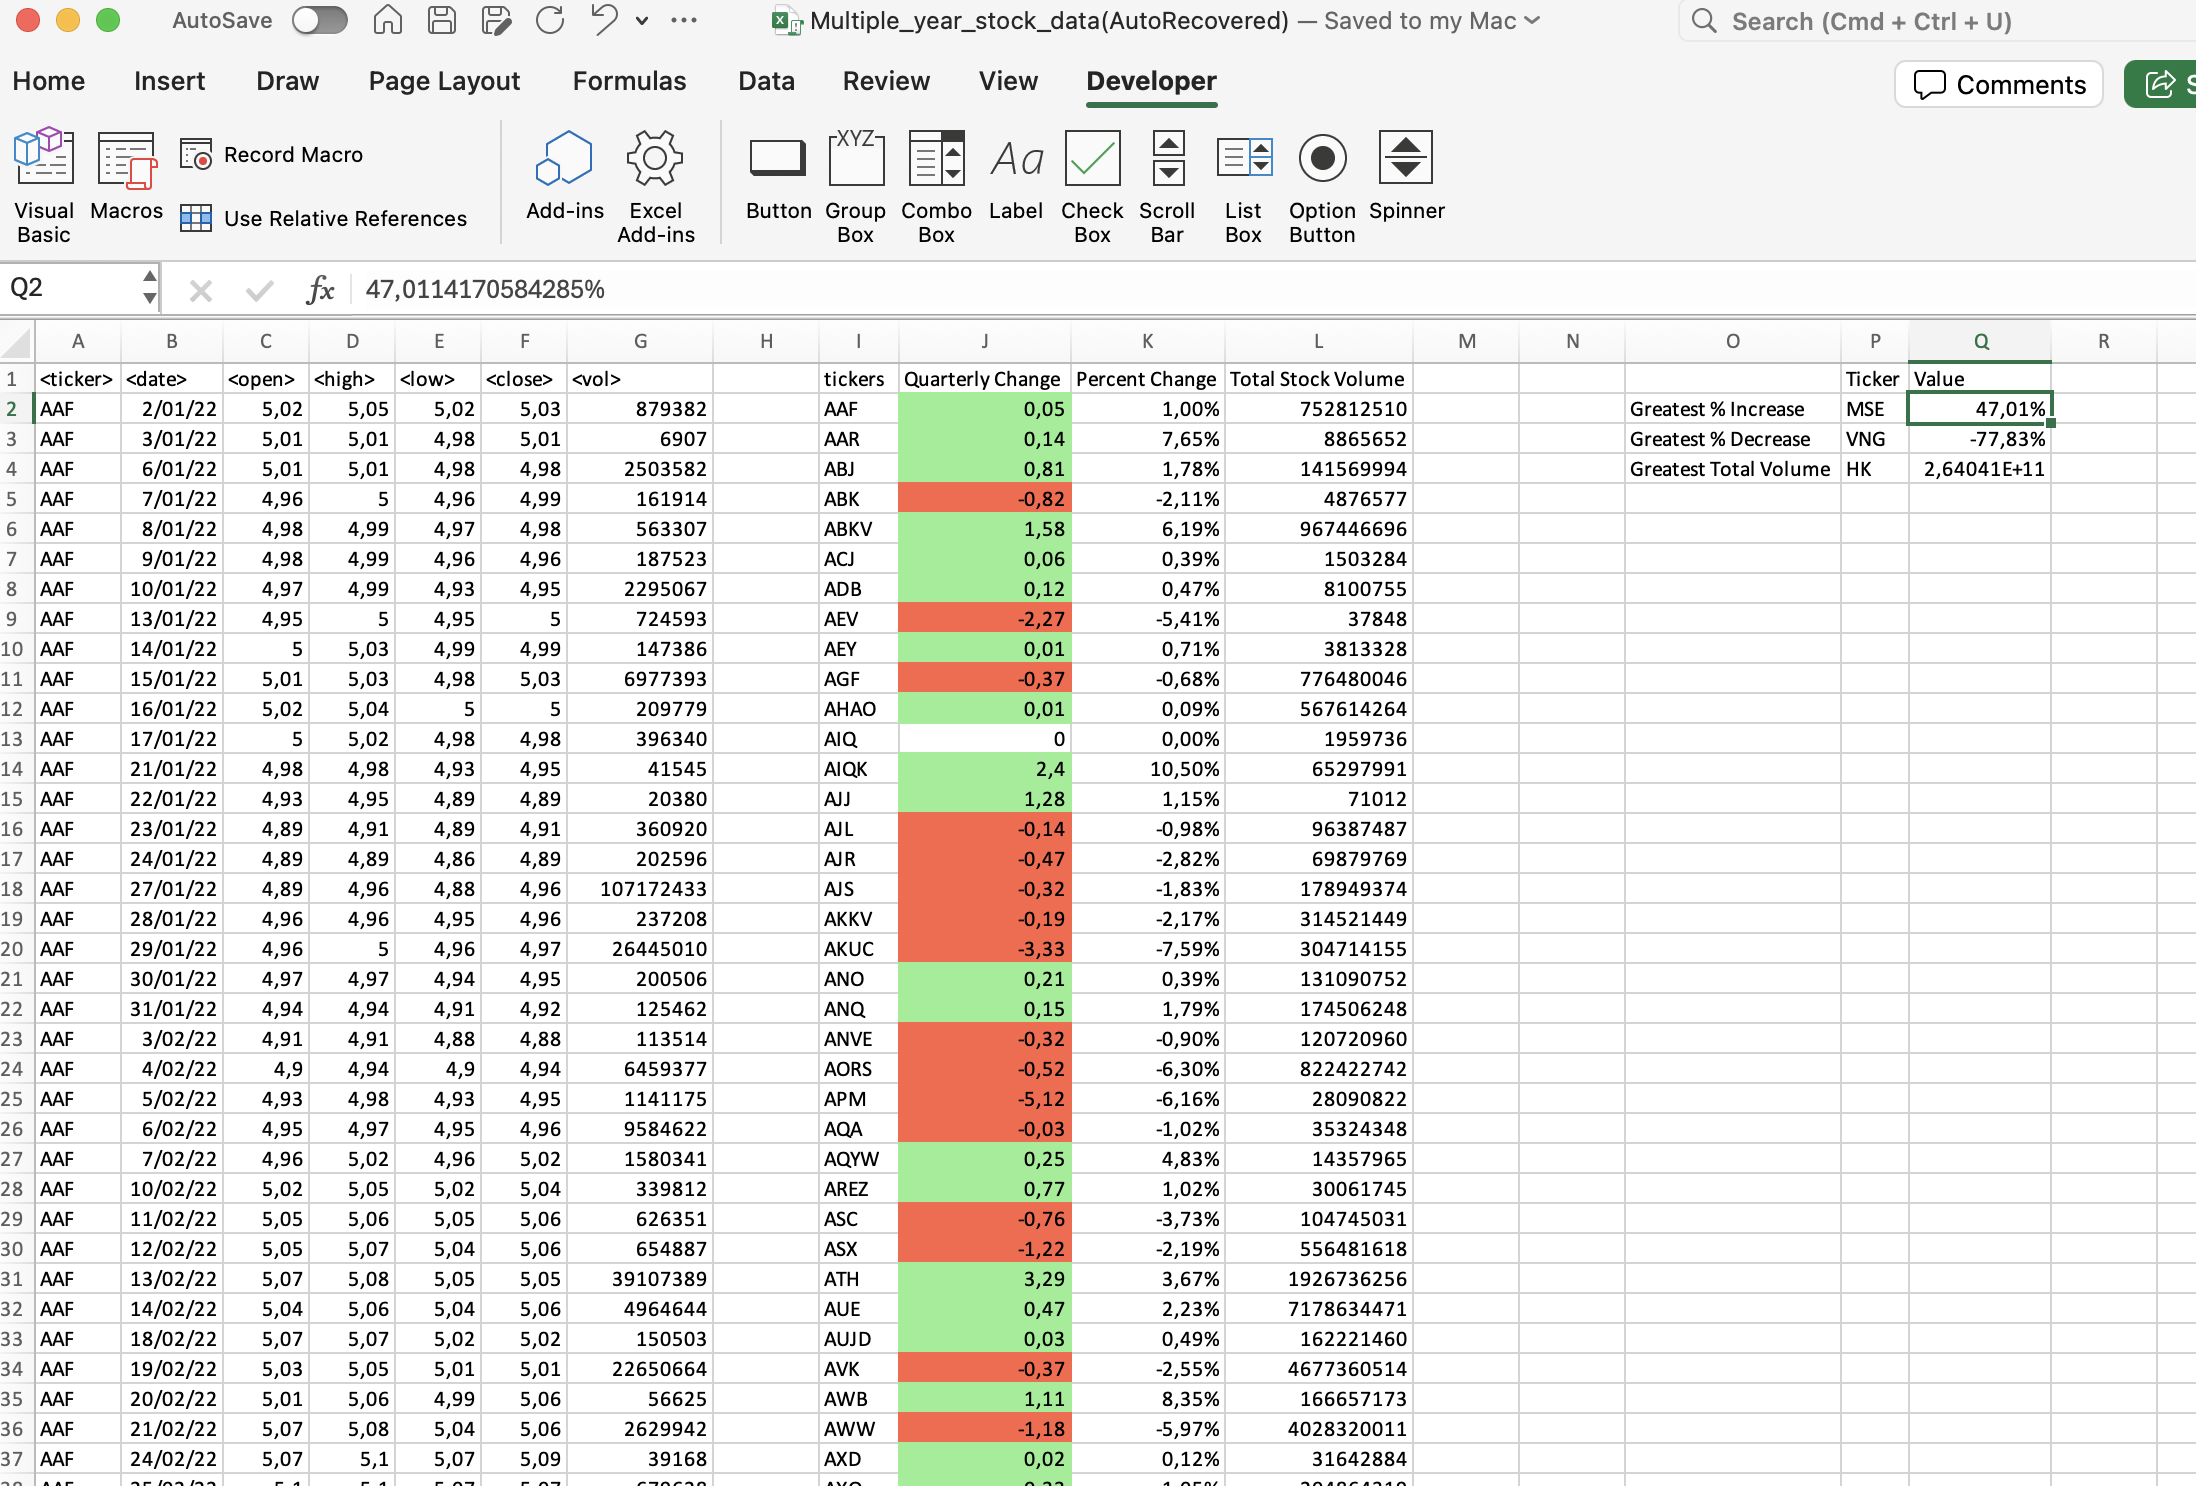 AutoSave Multiple_year_stock_data(AutoRecovered) — Saved to my Mac Search (Cmd + Ctrl + U)
Home Insert Draw Page Layout Formulas Data Review View Developer Comments
Visual Basic Macros Record Macro Use Relative References Add-ins Excel Add-ins Button Group Box XYZ Combo Box Aa Label Check Box Scroll Bar List Box Option Button Spinner
Q2 fx 47,0114170584285%
A B C D E F G H I J K L M N O P Q R
1 <ticker> <date> <open> <high> <low> <close> <vol> tickers Quarterly Change Percent Change Total Stock Volume Ticker Value
2 AAF 2/01/22 5,02 5,05 5,02 5,03 879382 AAF 0,05 1,00% 752812510 Greatest % Increase MSE 47,01%
3 AAF 3/01/22 5,01 5,01 4,98 5,01 6907 AAR 0,14 7,65% 8865652 Greatest % Decrease VNG -77,83%
4 AAF 6/01/22 5,01 5,01 4,98 4,98 2503582 ABJ 0,81 1,78% 141569994 Greatest Total Volume HK 2,64041E+11
5 AAF 7/01/22 4,96 5 4,96 4,99 161914 ABK -0,82 -2,11% 4876577
6 AAF 8/01/22 4,98 4,99 4,97 4,98 563307 ABKV 1,58 6,19% 967446696
7 AAF 9/01/22 4,98 4,99 4,96 4,96 187523 ACJ 0,06 0,39% 1503284
8 AAF 10/01/22 4,97 4,99 4,93 4,95 2295067 ADB 0,12 0,47% 8100755
9 AAF 13/01/22 4,95 5 4,95 5 724593 AEV -2,27 -5,41% 37848
10 AAF 14/01/22 5 5,03 4,99 4,99 147386 AEY 0,01 0,71% 3813328
11 AAF 15/01/22 5,01 5,03 4,98 5,03 6977393 AGF -0,37 -0,68% 776480046
12 AAF 16/01/22 5,02 5,04 5 5 209779 AHAO 0,01 0,09% 567614264
13 AAF 17/01/22 5 5,02 4,98 4,98 396340 AIQ 0 0,00% 1959736
14 AAF 21/01/22 4,98 4,98 4,93 4,95 41545 AIQK 2,4 10,50% 65297991
15 AAF 22/01/22 4,93 4,95 4,89 4,89 20380 AJJ 1,28 1,15% 71012
16 AAF 23/01/22 4,89 4,91 4,89 4,91 360920 AJL -0,14 -0,98% 96387487
17 AAF 24/01/22 4,89 4,89 4,86 4,89 202596 AJR -0,47 -2,82% 69879769
18 AAF 27/01/22 4,89 4,96 4,88 4,96 107172433 AJS -0,32 -1,83% 178949374
19 AAF 28/01/22 4,96 4,96 4,95 4,96 237208 AKKV -0,19 -2,17% 314521449
20 AAF 29/01/22 4,96 5 4,96 4,97 26445010 AKUC -3,33 -7,59% 304714155
21 AAF 30/01/22 4,97 4,97 4,94 4,95 200506 ANO 0,21 0,39% 131090752
22 AAF 31/01/22 4,94 4,94 4,91 4,92 125462 ANQ 0,15 1,79% 174506248
23 AAF 3/02/22 4,91 4,91 4,88 4,88 113514 ANVE -0,32 -0,90% 120720960
24 AAF 4/02/22 4,9 4,94 4,9 4,94 6459377 AORS -0,52 -6,30% 822422742
25 AAF 5/02/22 4,93 4,98 4,93 4,95 1141175 APM -5,12 -6,16% 28090822
26 AAF 6/02/22 4,95 4,97 4,95 4,96 9584622 AQA -0,03 -1,02% 35324348
27 AAF 7/02/22 4,96 5,02 4,96 5,02 1580341 AQYW 0,25 4,83% 14357965
28 AAF 10/02/22 5,02 5,05 5,02 5,04 339812 AREZ 0,77 1,02% 30061745
29 AAF 11/02/22 5,05 5,06 5,05 5,06 626351 ASC -0,76 -3,73% 104745031
30 AAF 12/02/22 5,05 5,07 5,04 5,06 654887 ASX -1,22 -2,19% 556481618
31 AAF 13/02/22 5,07 5,08 5,05 5,05 39107389 ATH 3,29 3,67% 1926736256
32 AAF 14/02/22 5,04 5,06 5,04 5,06 4964644 AUE 0,47 2,23% 7178634471
33 AAF 18/02/22 5,07 5,07 5,02 5,02 150503 AUJD 0,03 0,49% 162221460
34 AAF 19/02/22 5,03 5,05 5,01 5,01 22650664 AVK -0,37 -2,55% 4677360514
35 AAF 20/02/22 5,01 5,06 4,99 5,06 56625 AWB 1,11 8,35% 166657173
36 AAF 21/02/22 5,07 5,08 5,04 5,06 2629942 AWW -1,18 -5,97% 4028320011
37 AAF 24/02/22 5,07 5,1 5,07 5,09 39168 AXD 0,02 0,12% 31642884